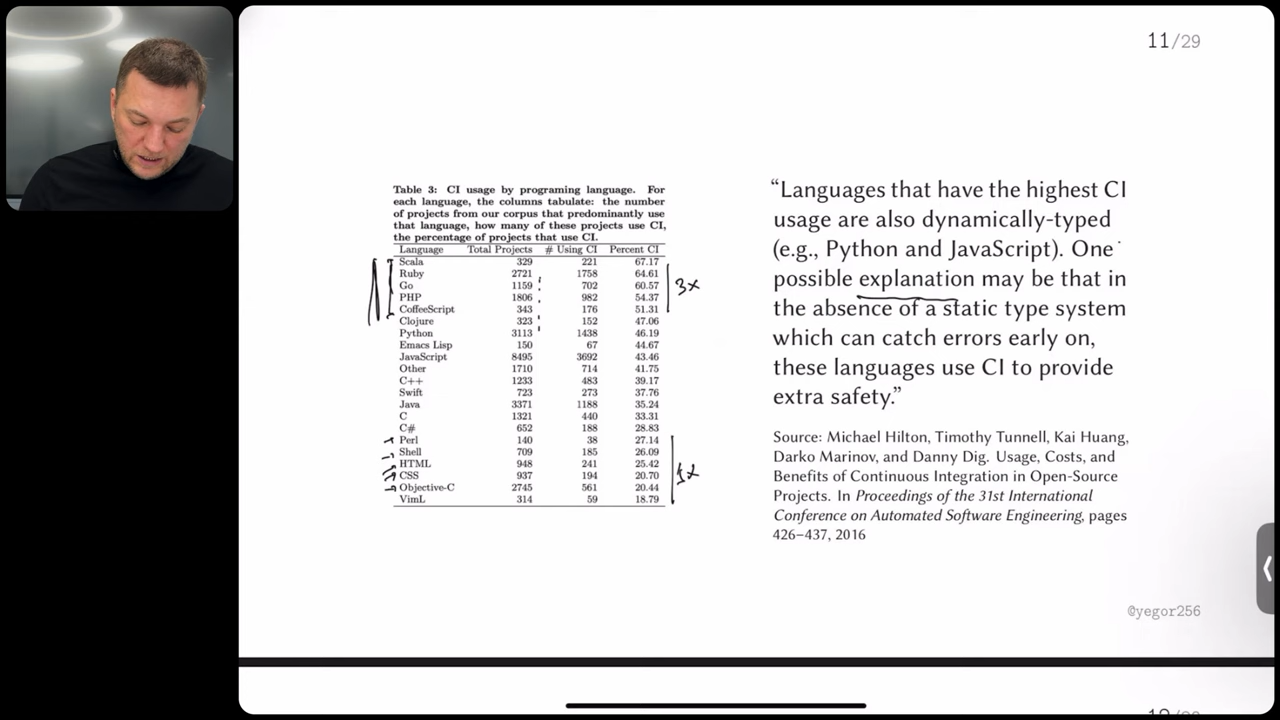 11/29
Table 3: CI usage by programing language. For
each language, the columns tabulate: the number
of projects from our corpus that predominantly use
that language, how many of these projects use CI,
the percentage of projects that use CI.
Language Total Projects # Using CI Percent CI
Scala 329 221 67.17
Ruby 2721 1758 64.61
Go 1159 702 60.57
PHP 1806 982 54.37
CoffeeScript 343 176 51.31
Clojure 323 152 47.06
Python 3113 1438 46.19
Emacs Lisp 150 67 44.67
JavaScript 8495 3692 43.46
Other 1710 714 41.75
C++ 1233 483 39.17
Swift 723 273 37.76
Java 3371 1188 35.24
C 1321 440 33.31
C# 652 188 28.83
Perl 140 38 27.14
Shell 709 185 26.09
HTML 948 241 25.42
CSS 937 194 20.70
Objective-C 2745 561 20.44
VimL 314 59 18.79
3x
1x
“Languages that have the highest CI
usage are also dynamically-typed
(e.g., Python and JavaScript). One
possible explanation may be that in
the absence of a static type system
which can catch errors early on,
these languages use CI to provide
extra safety.”
Source: Michael Hilton, Timothy Tunnell, Kai Huang,
Darko Marinov, and Danny Dig. Usage, Costs, and
Benefits of Continuous Integration in Open-Source
Projects. In Proceedings of the 31st International
Conference on Automated Software Engineering, pages
426–437, 2016
@yegor256